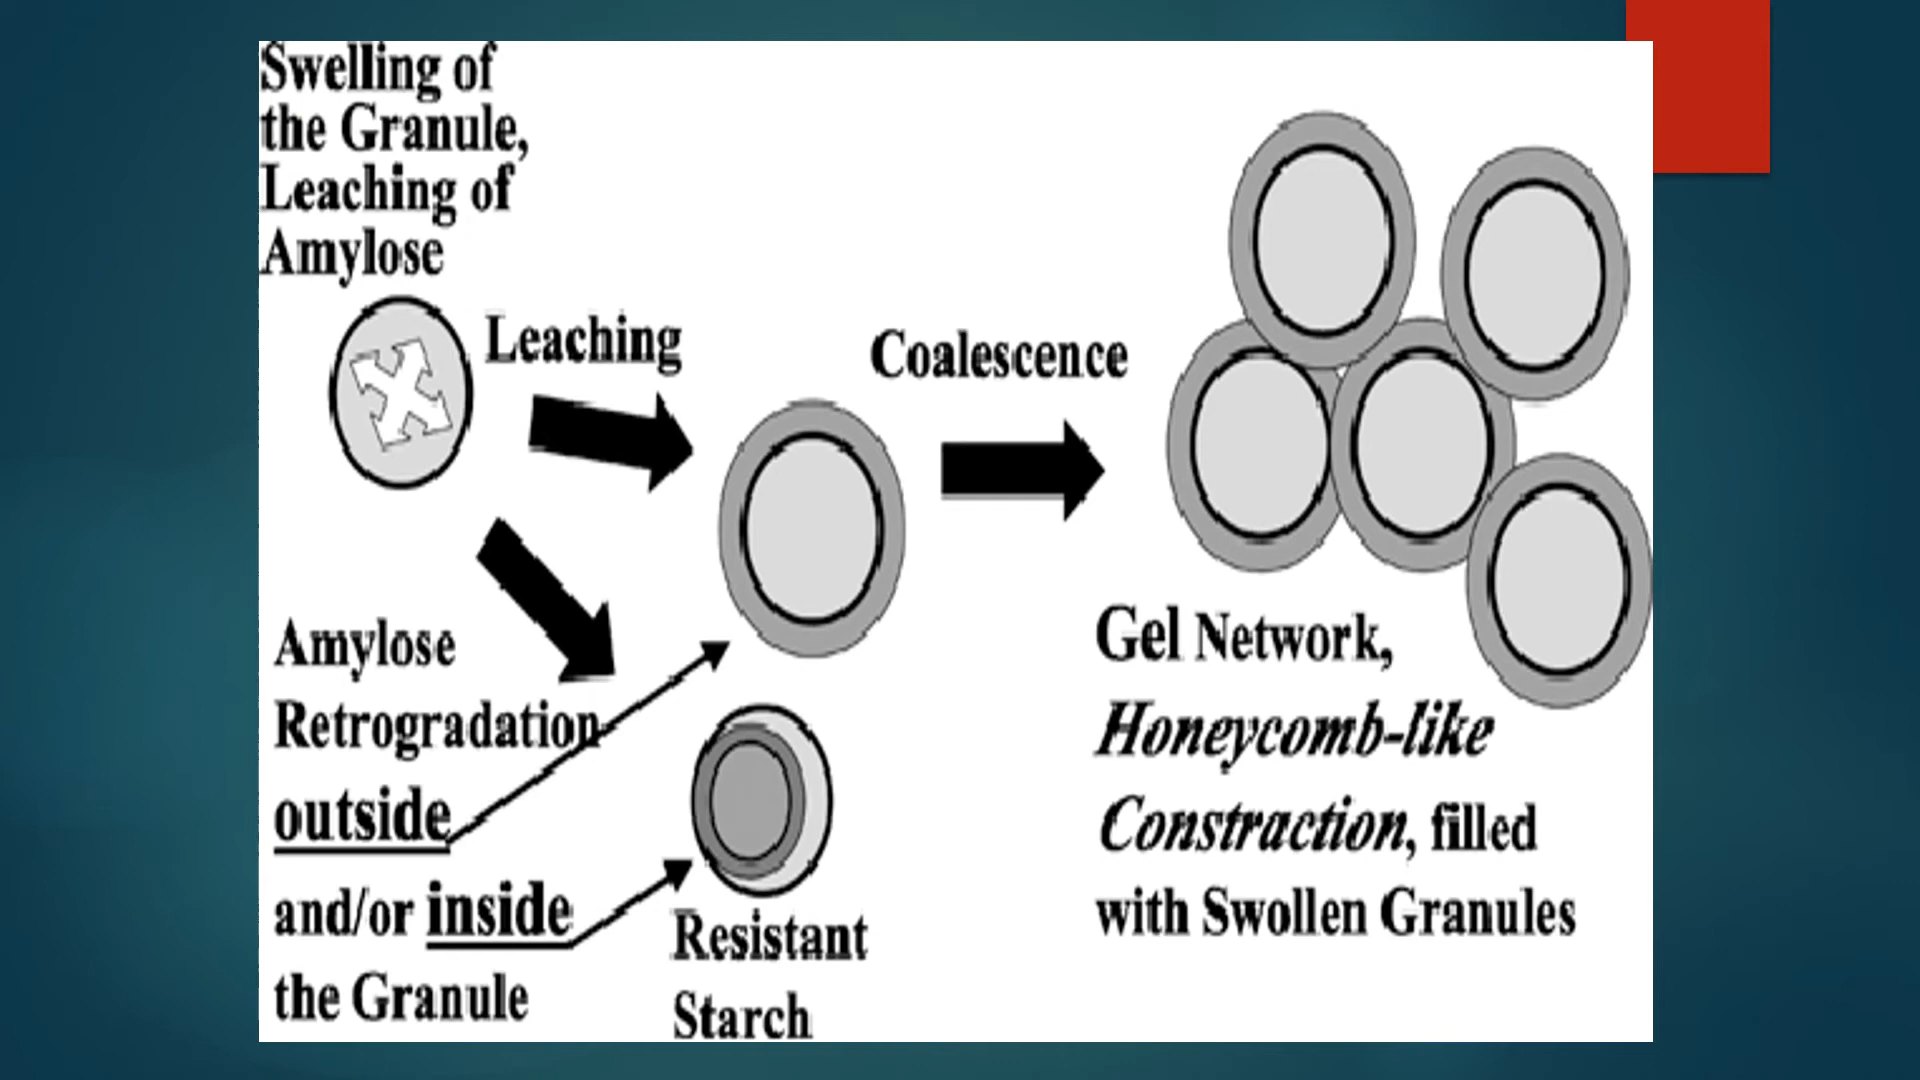 Swelling of
the Granule,
Leaching of
Amylose
Leaching
Coalescence
Amylose
Retrogradation
outside
and/or inside
the Granule
Resistant
Starch
Gel Network,
Honeycomb-like
Constraction, filled
with Swollen Granules